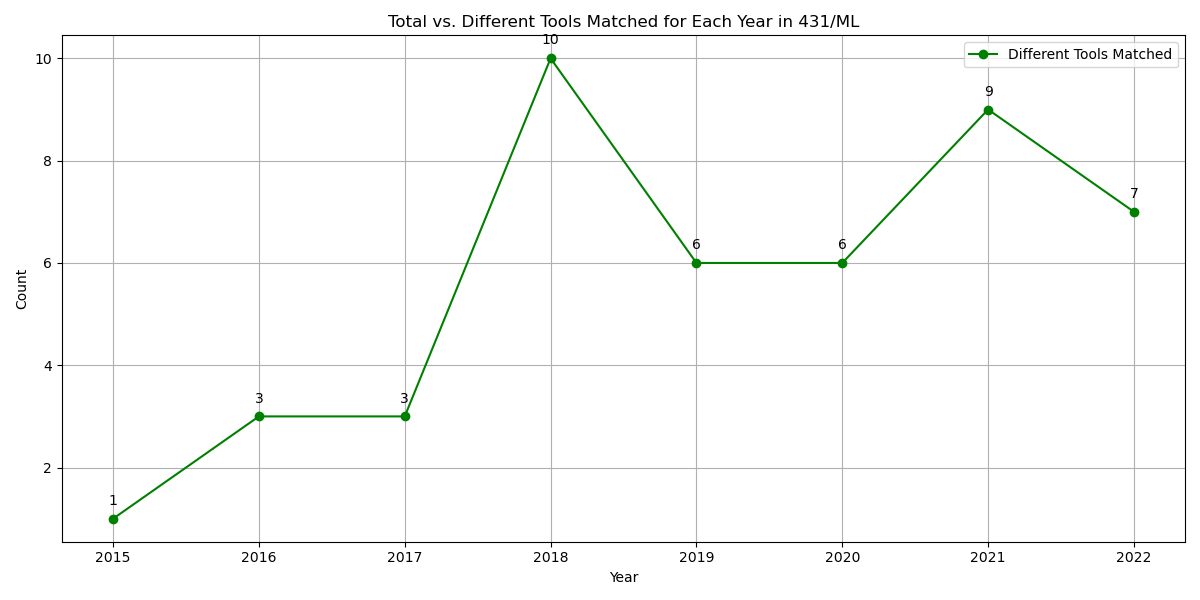 Total vs. Different Tools Matched for Each Year in 431/ML
10
Different Tools Matched
10
9
8
7
6
6
6
Count
4
3
3
2
1
2015 2016 2017 2018 2019 2020 2021 2022
Year